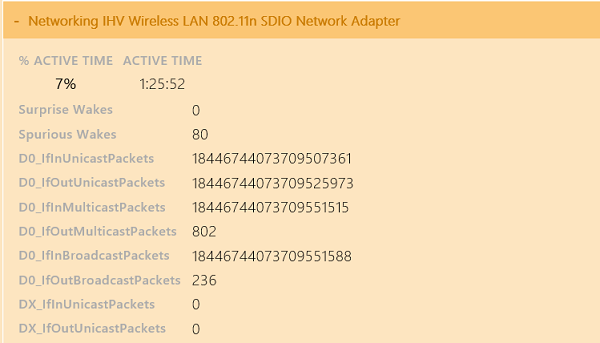 - Networking IHV Wireless LAN 802.11n SDIO Network Adapter
% ACTIVE TIME ACTIVE TIME
7% 1:25:52
Surprise Wakes 0
Spurious Wakes 80
D0_IfInUnicastPackets 18446744073709507361
D0_IfOutUnicastPackets 18446744073709525973
D0_IfInMulticastPackets 18446744073709551515
D0_IfOutMulticastPackets 802
D0_IfInBroadcastPackets 18446744073709551588
D0_IfOutBroadcastPackets 236
DX_IfInUnicastPackets 0
DX_IfOutUnicastPackets 0